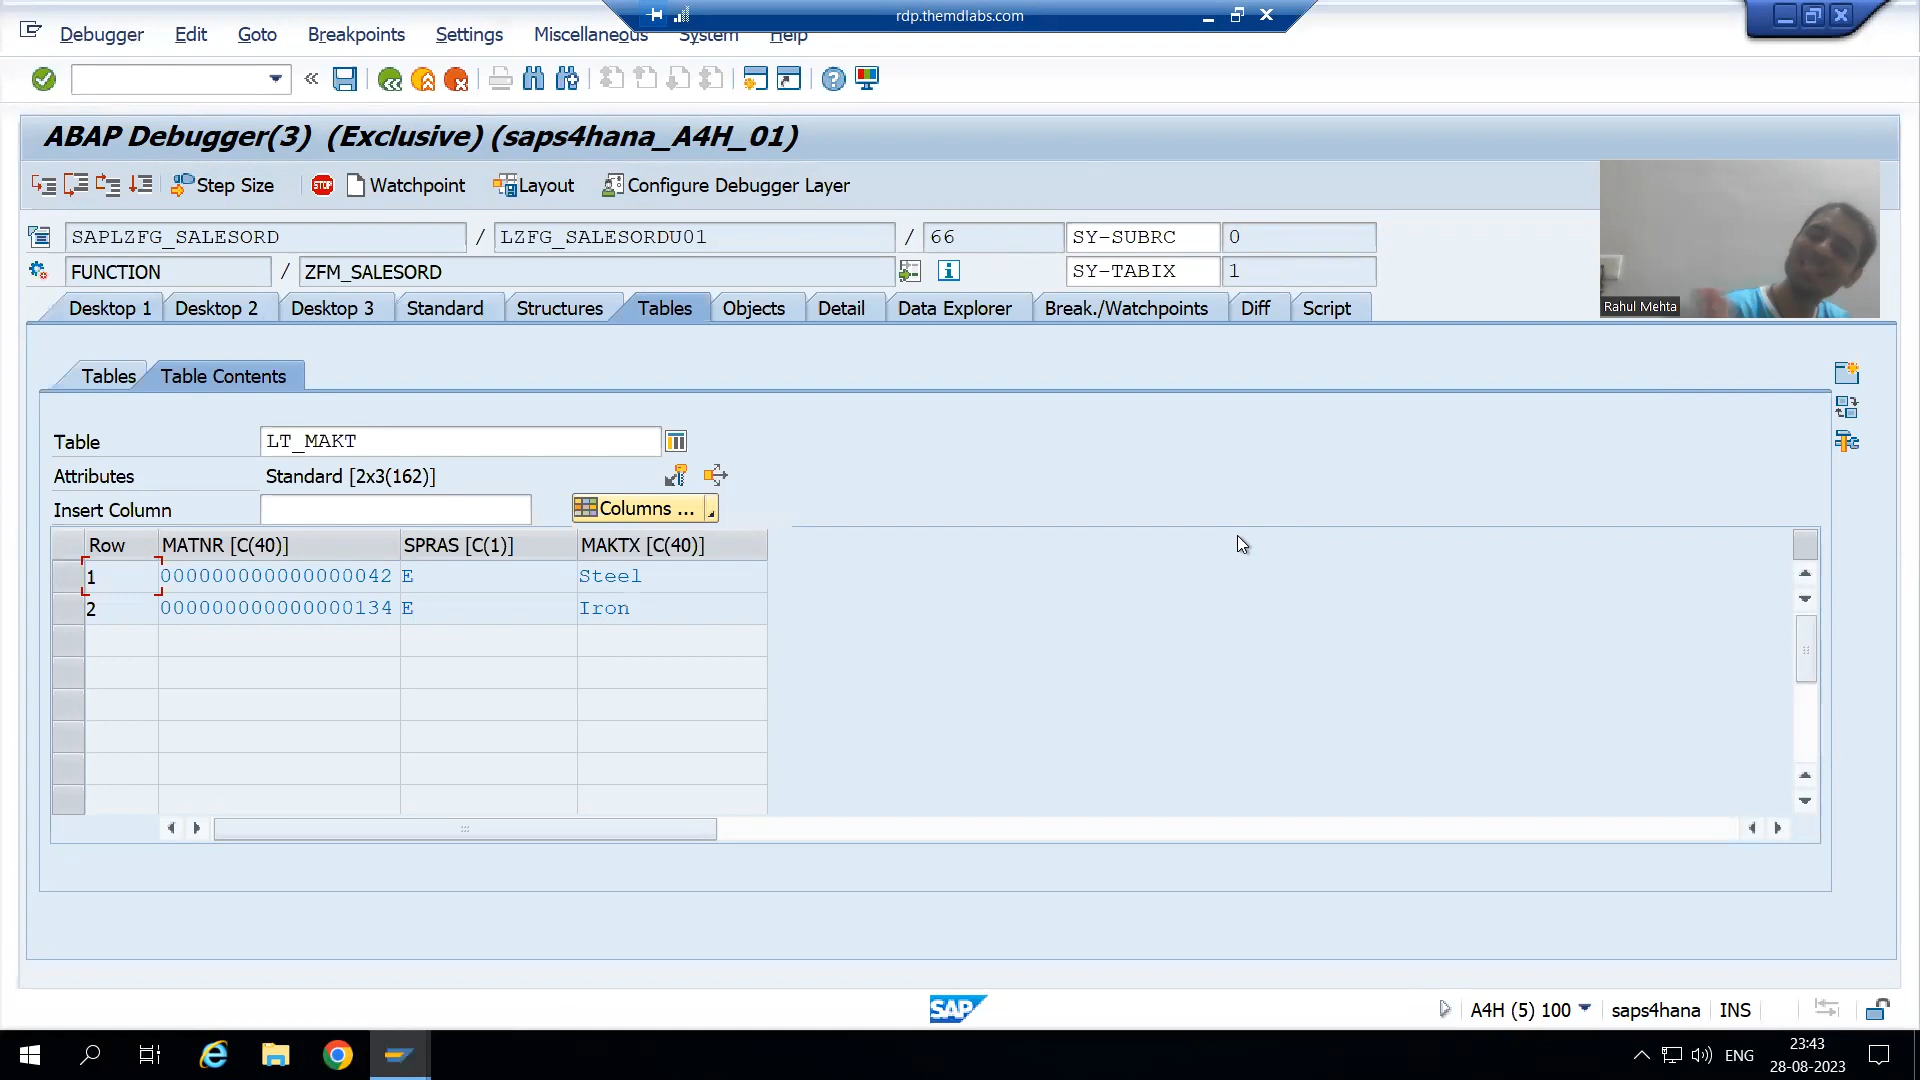 rdp.themdlabs.com
Debugger Edit Goto Breakpoints Settings Miscellaneous System Help
ABAP Debugger(3) (Exclusive) (saps4hana_A4H_01)
Step Size STOP Watchpoint Layout Configure Debugger Layer
SAPLZFG_SALESORD / LZFG_SALESORDU01 / 66 SY-SUBRC 0
FUNCTION / ZFM_SALESORD SY-TABIX 1
Rahul Mehta
Desktop 1 Desktop 2 Desktop 3 Standard Structures Tables Objects Detail Data Explorer Break./Watchpoints Diff Script
Tables Table Contents
Table LT_MAKT
Attributes Standard [2x3(162)]
Insert Column Columns ...
Row MATNR [C(40)] SPRAS [C(1)] MAKTX [C(40)]
1 000000000000000042 E Steel
2 000000000000000134 E Iron
SAP A4H (5) 100 saps4hana INS
ENG 23:43
28-08-2023